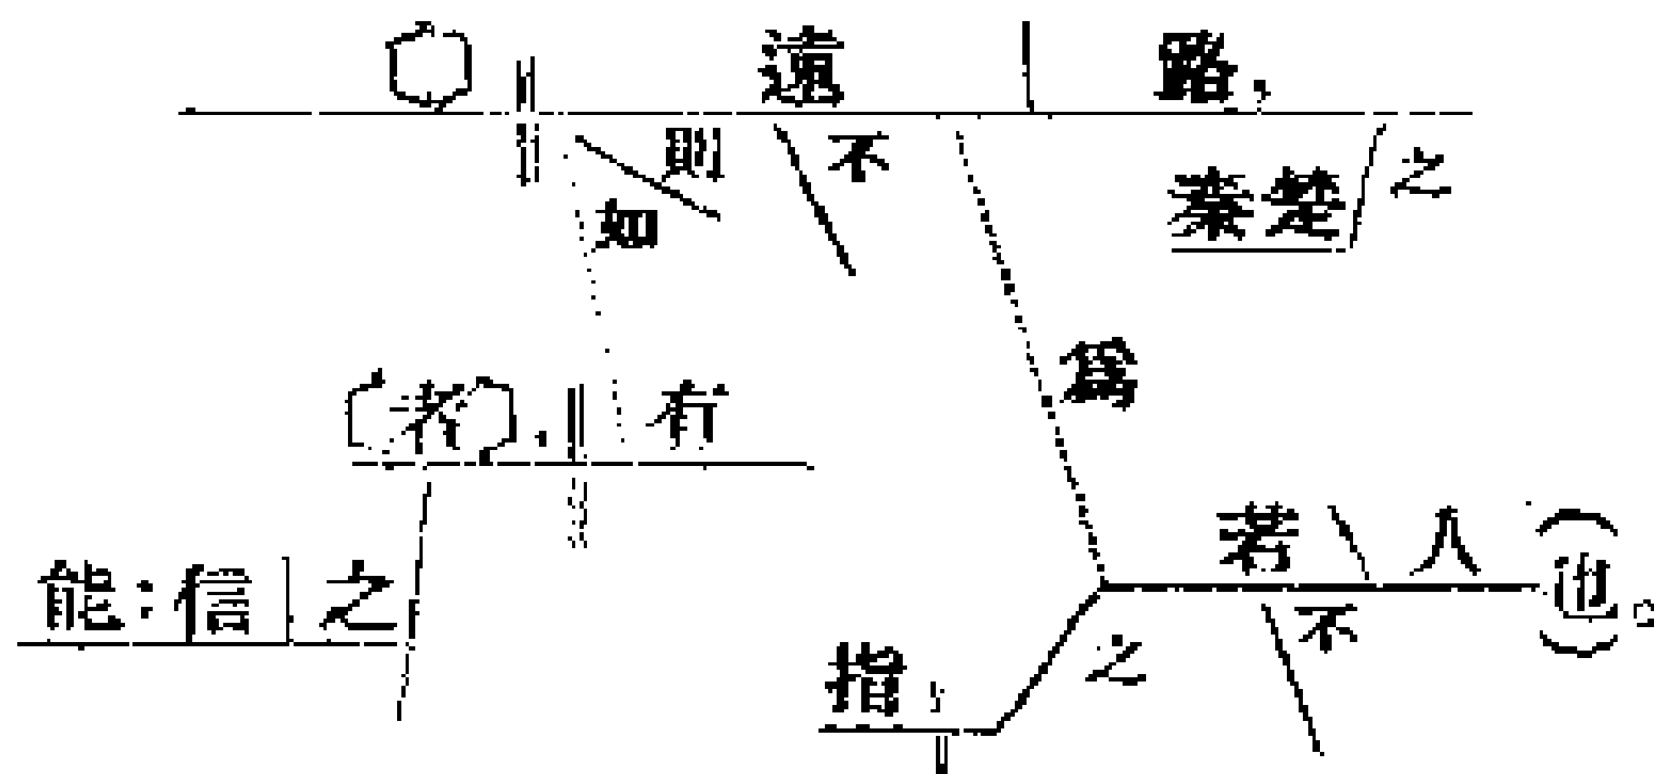 遠 路，
則 不 之
如 秦楚
者，有
爲
若 人（也）。
能：信 之 不
指， 之